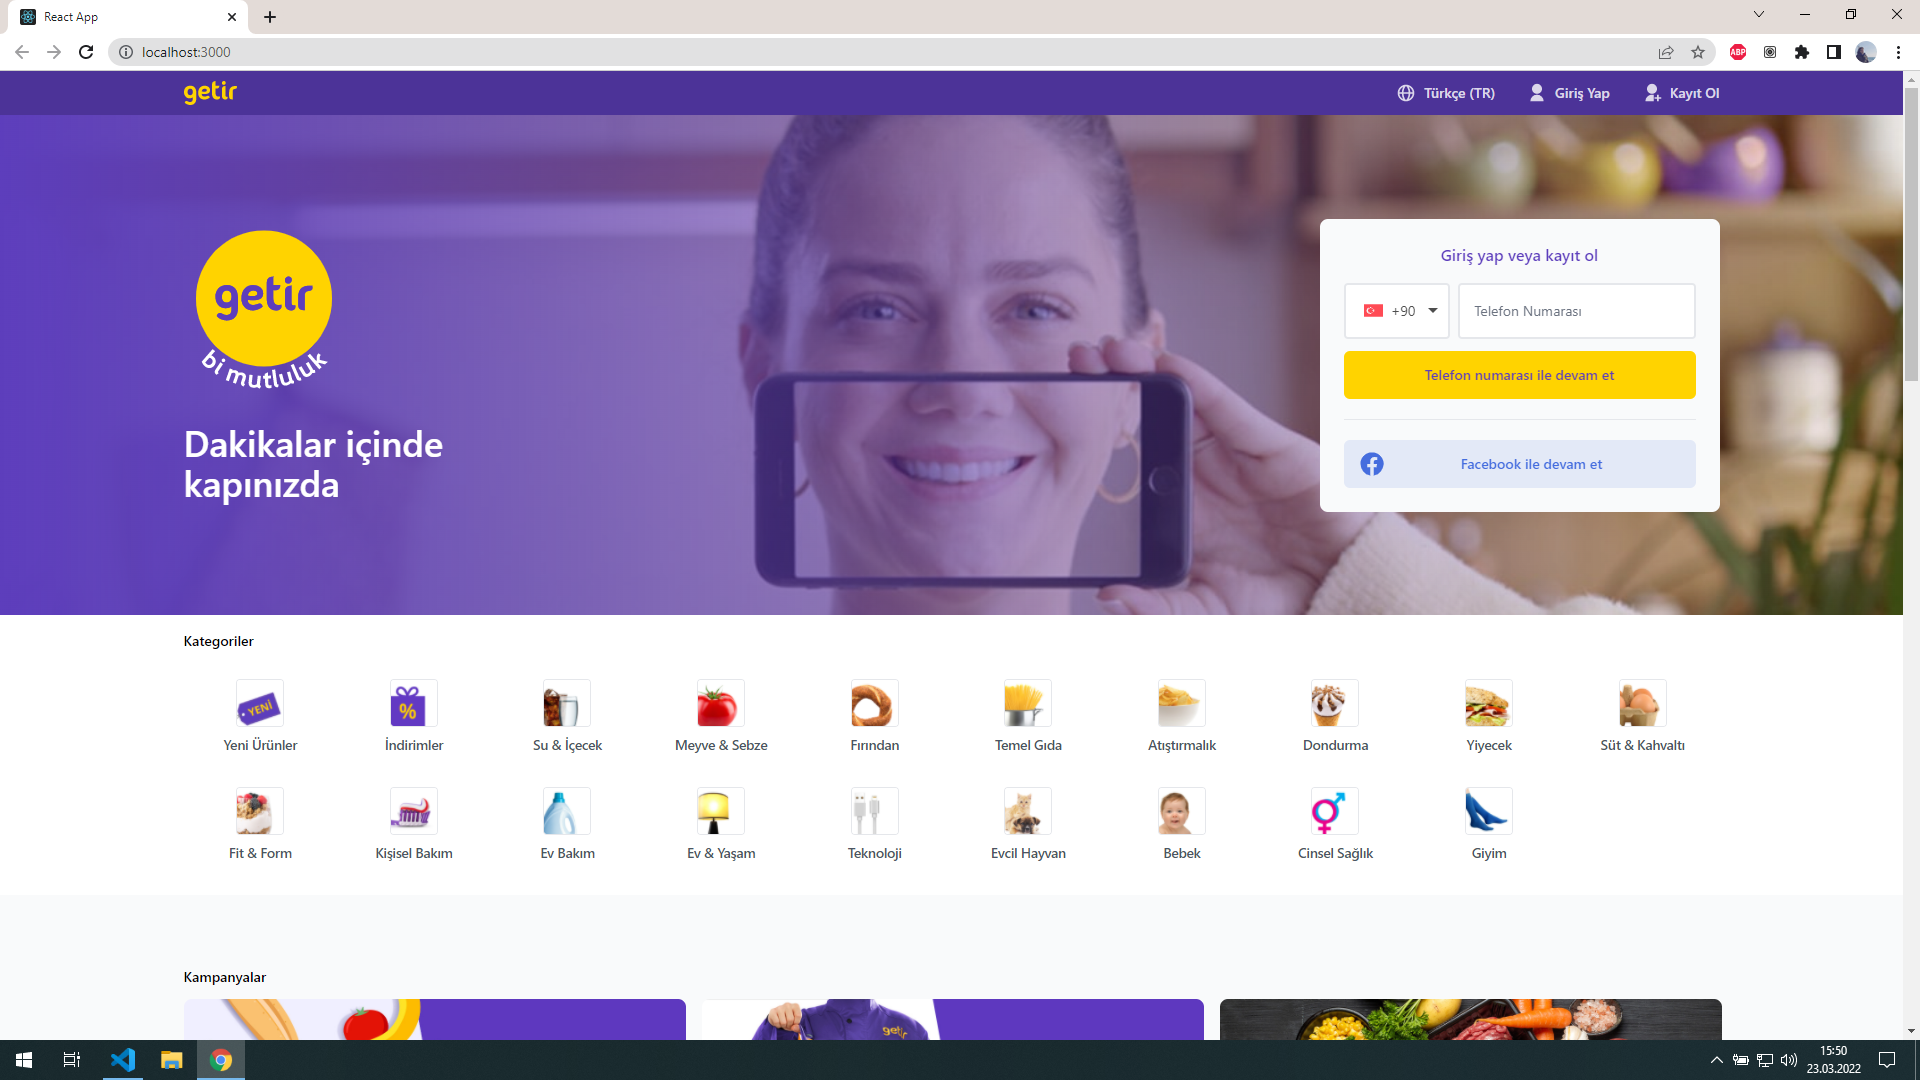 React App
localhost:3000
ABP
getir
Türkçe (TR)
Giriş Yap
Kayıt Ol
getir
bi mutluluk
Dakikalar içinde
kapınızda
Giriş yap veya kayıt ol
+90
Telefon Numarası
Telefon numarası ile devam et
Facebook ile devam et
Kategoriler
YENİ
%
Yeni Ürünler
İndirimler
Su & İçecek
Meyve & Sebze
Fırından
Temel Gıda
Atıştırmalık
Dondurma
Yiyecek
Süt & Kahvaltı
Fit & Form
Kişisel Bakım
Ev Bakım
Ev & Yaşam
Teknoloji
Evcil Hayvan
Bebek
Cinsel Sağlık
Giyim
Kampanyalar
getir
15:50
23.03.2022